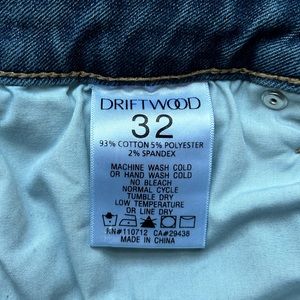 DRIFTWOOD
32
93% COTTON 5% POLYESTER
2% SPANDEX
MACHINE WASH COLD
OR HAND WASH COLD
NO BLEACH
NORMAL CYCLE
TUMBLE DRY
LOW TEMPERATURE
OR LINE DRY
RN#110712 CA#29438
MADE IN CHINA